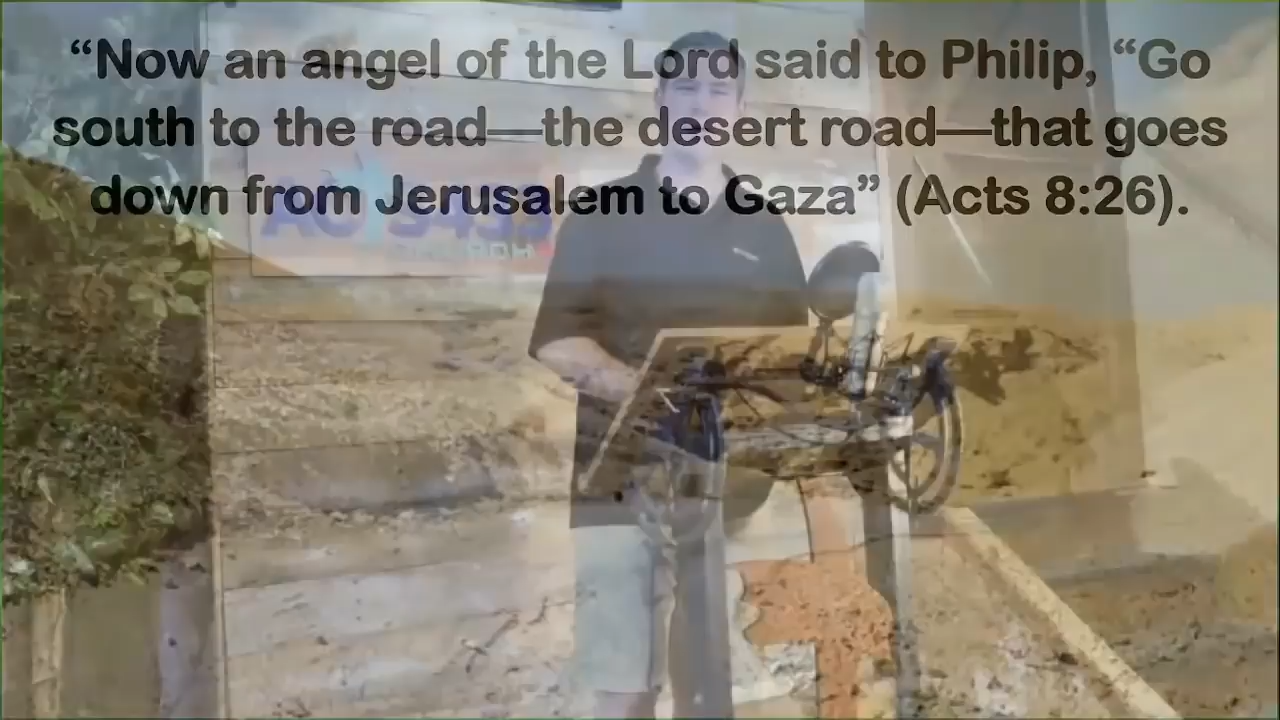 “Now an angel of the Lord said to Philip, “Go
south to the road—the desert road—that goes
down from Jerusalem to Gaza” (Acts 8:26).
CHURCH